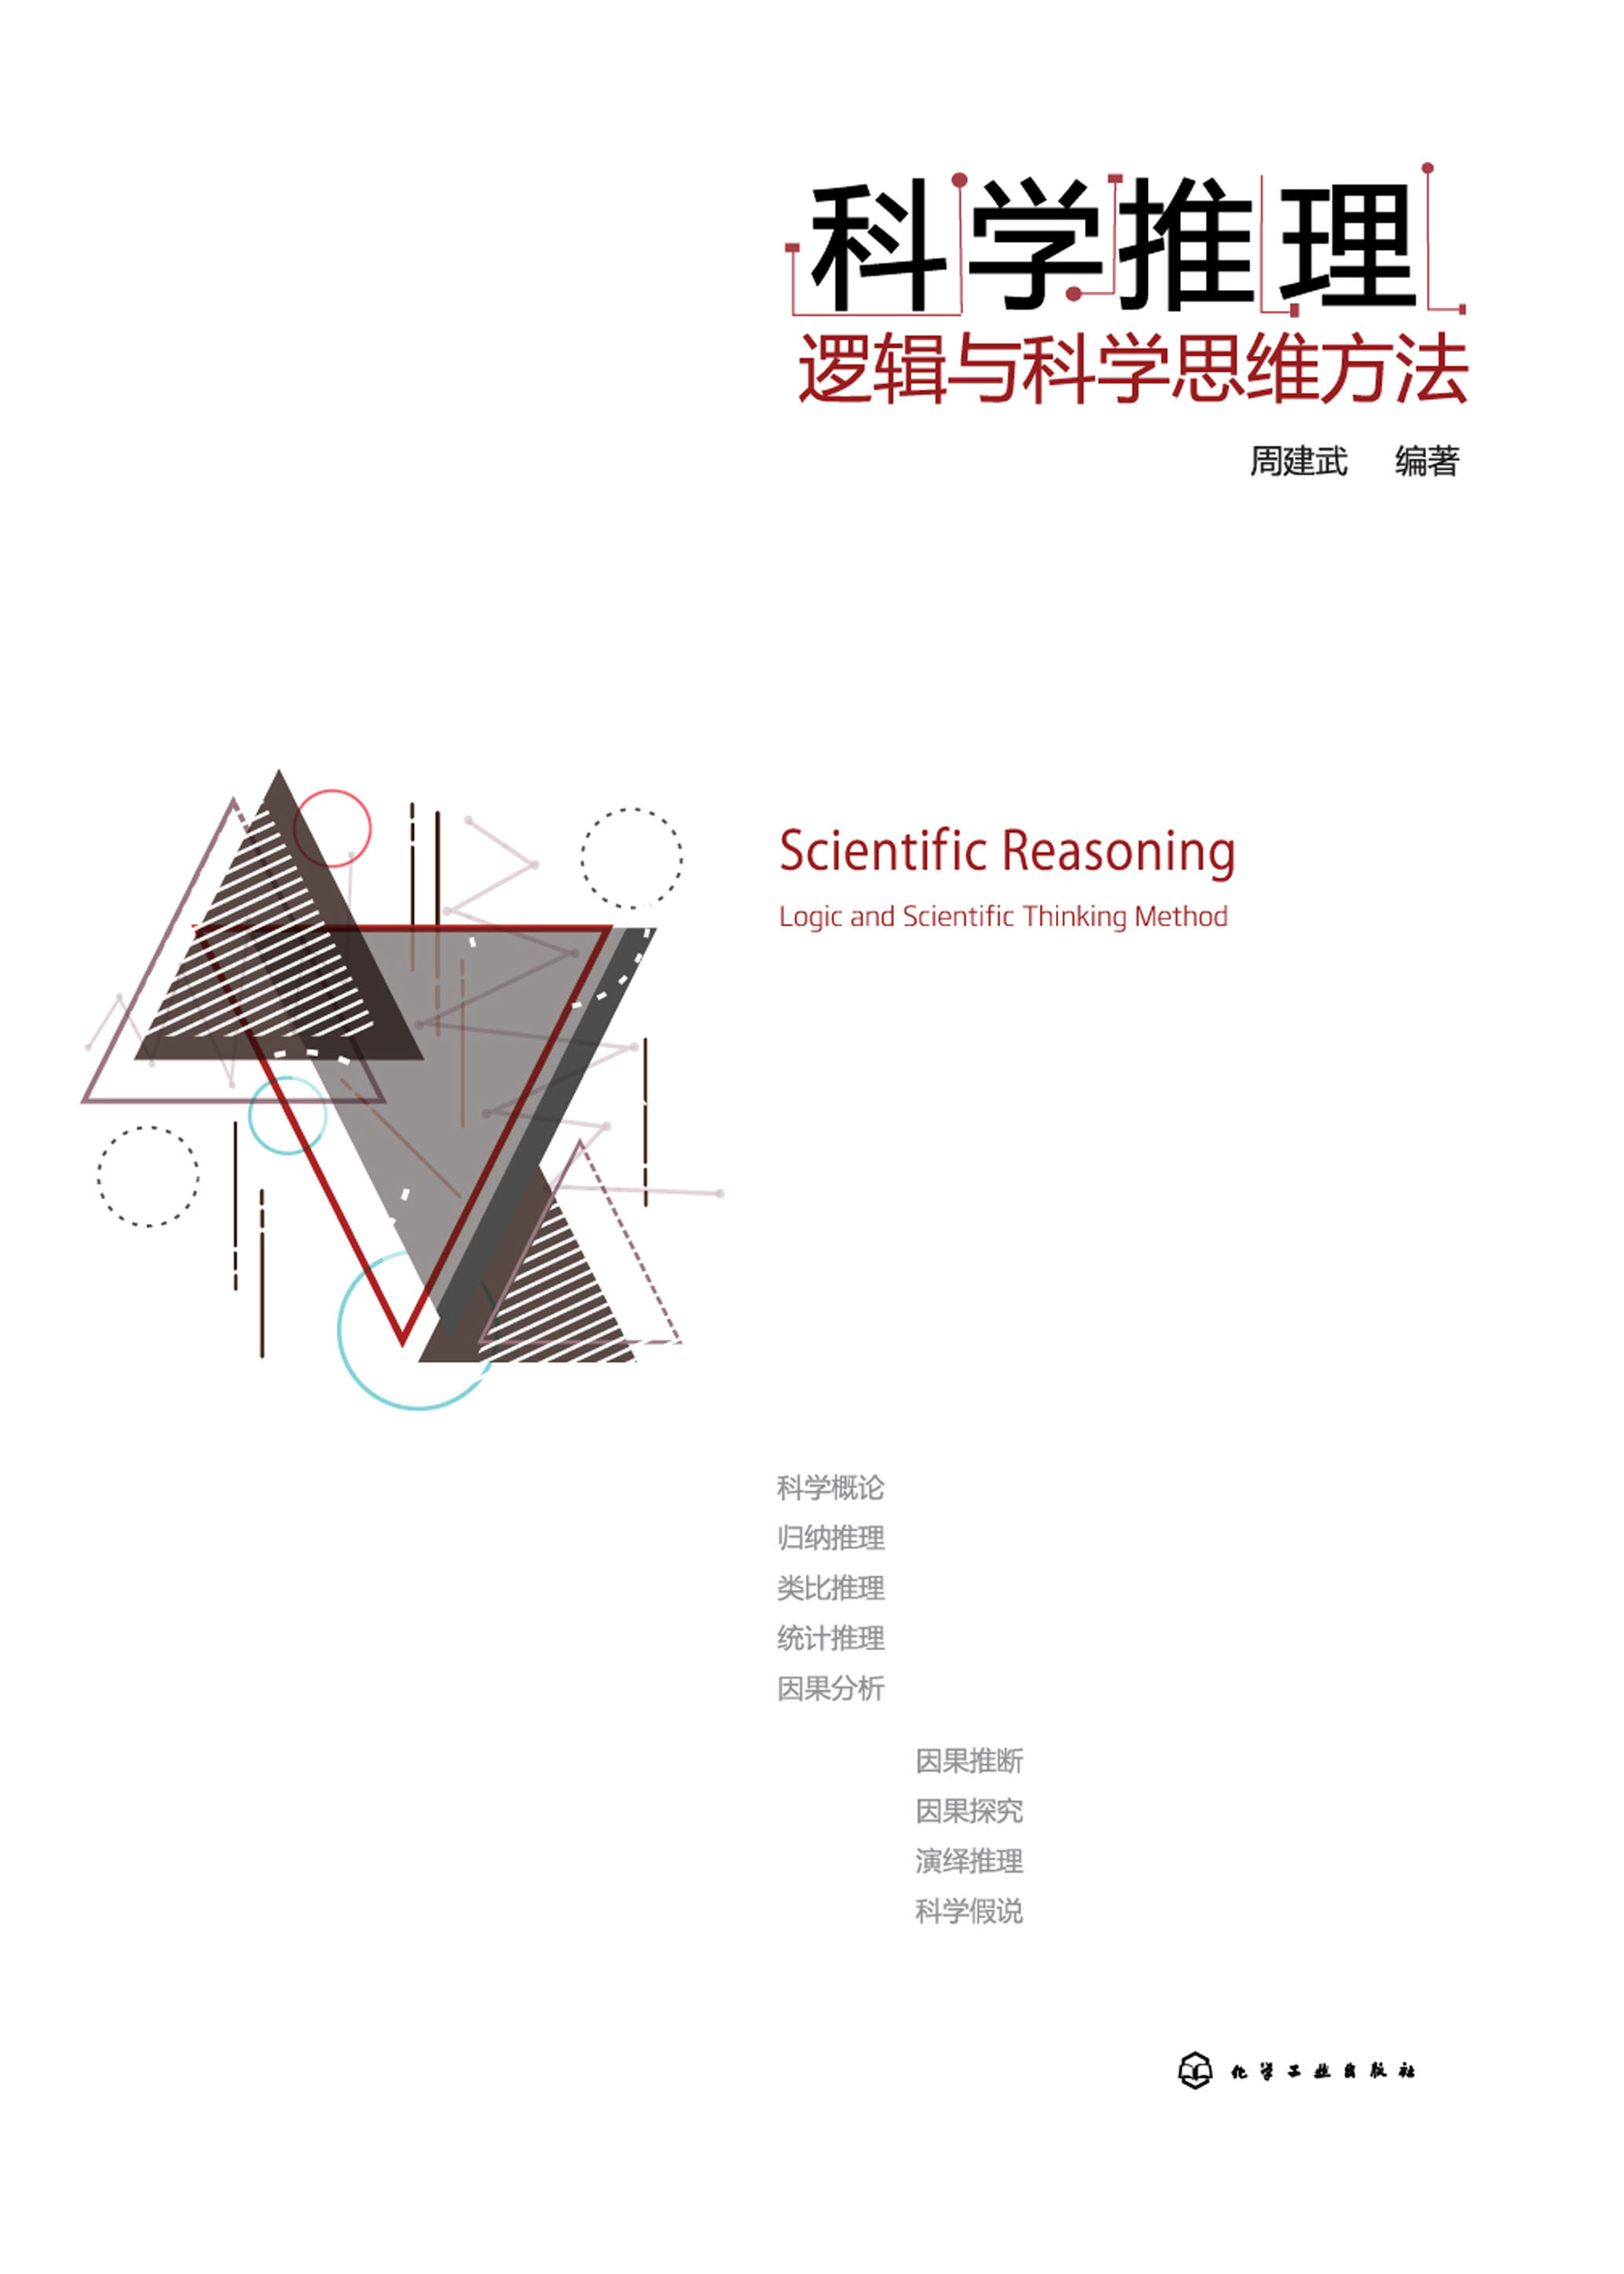 科学推理
逻辑与科学思维方法
周建武 编著
Scientific Reasoning
Logic and Scientific Thinking Method
科学概论
归纳推理
类比推理
统计推理
因果分析
因果推断
因果探究
演绎推理
科学假说
化学工业出版社